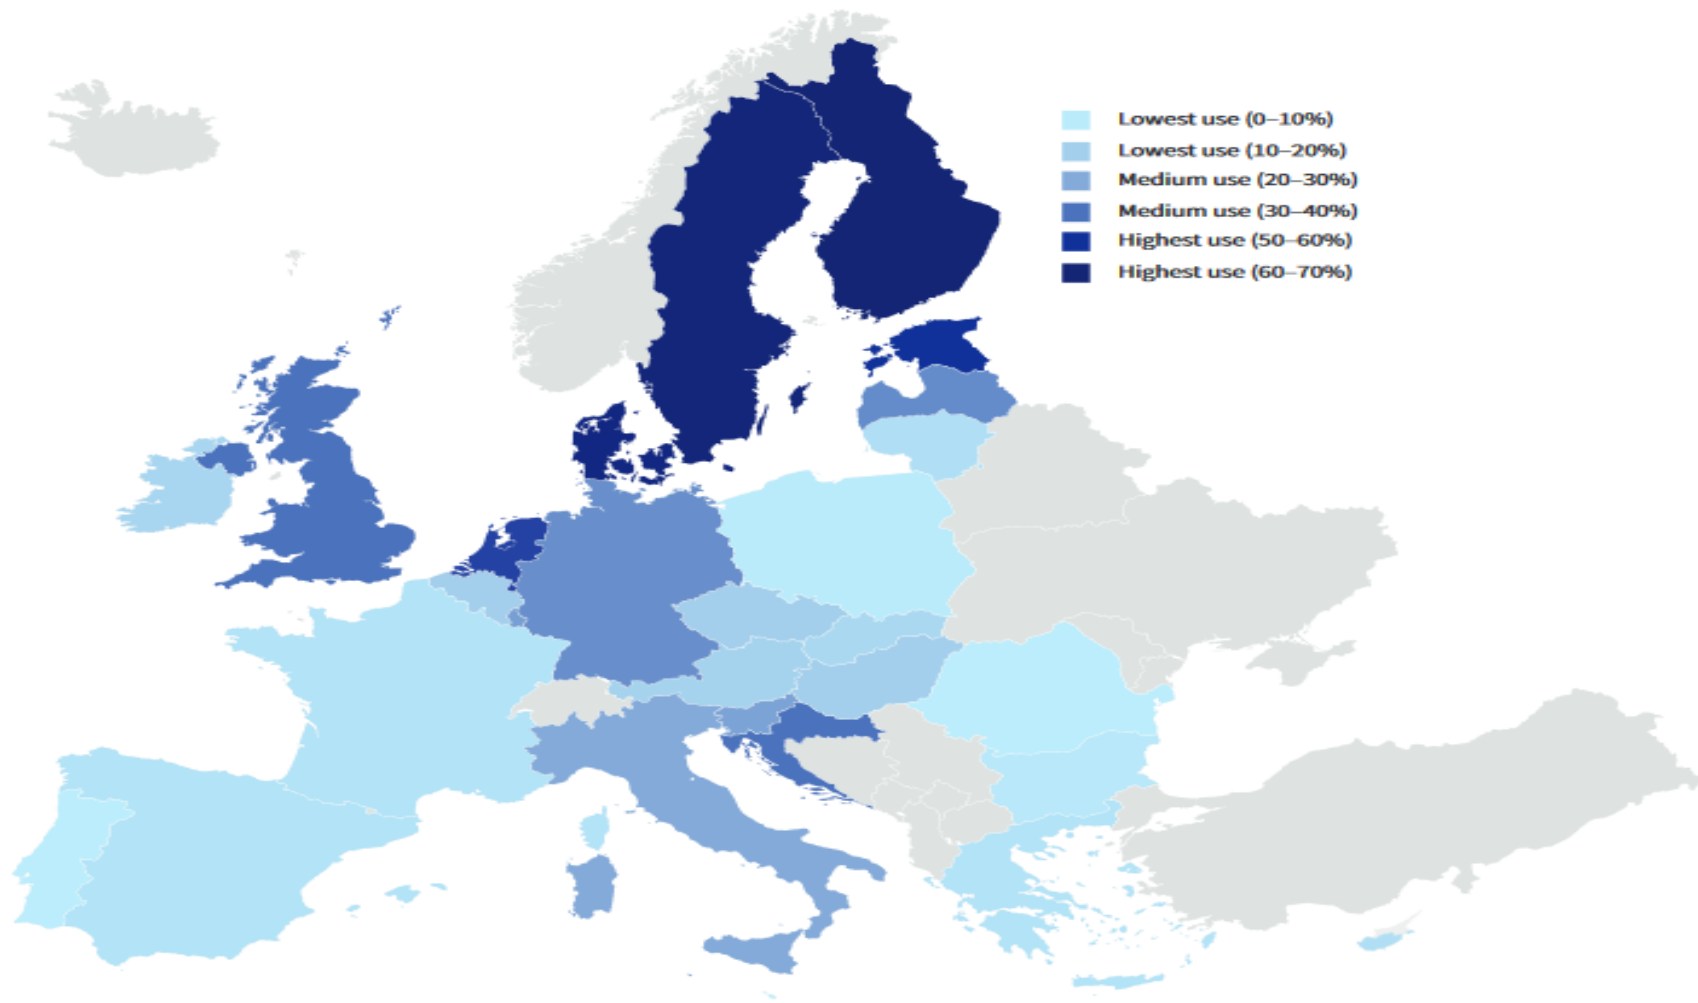 Lowest use (0–10%)
Lowest use (10–20%)
Medium use (20–30%)
Medium use (30–40%)
Highest use (50–60%)
Highest use (60–70%)